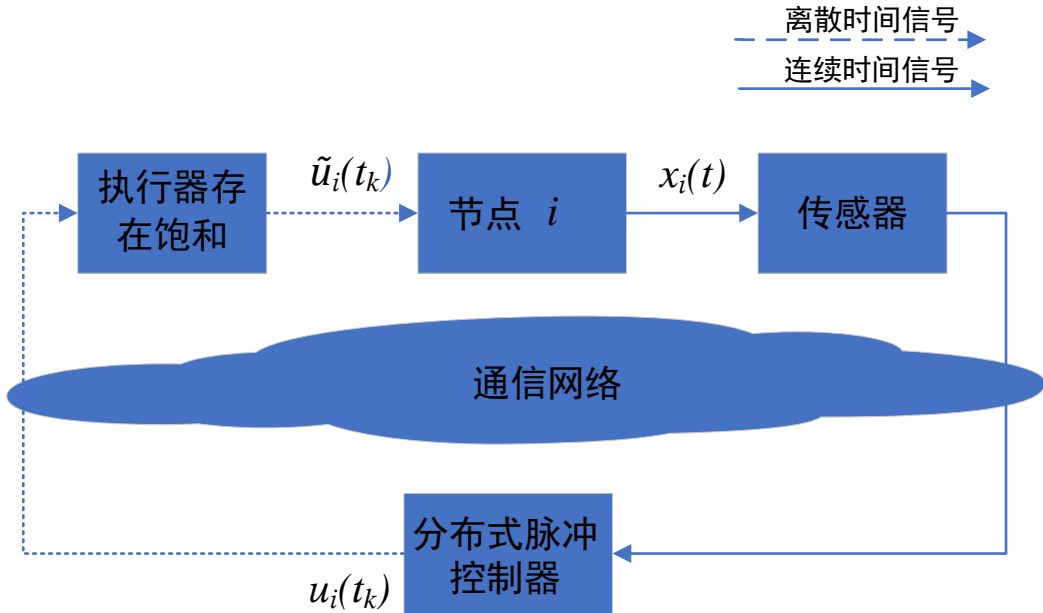 离散时间信号
连续时间信号
执行器存
在饱和
ũᵢ(tₖ)
节点 i
xᵢ(t)
传感器
通信网络
分布式脉冲
控制器
uᵢ(tₖ)